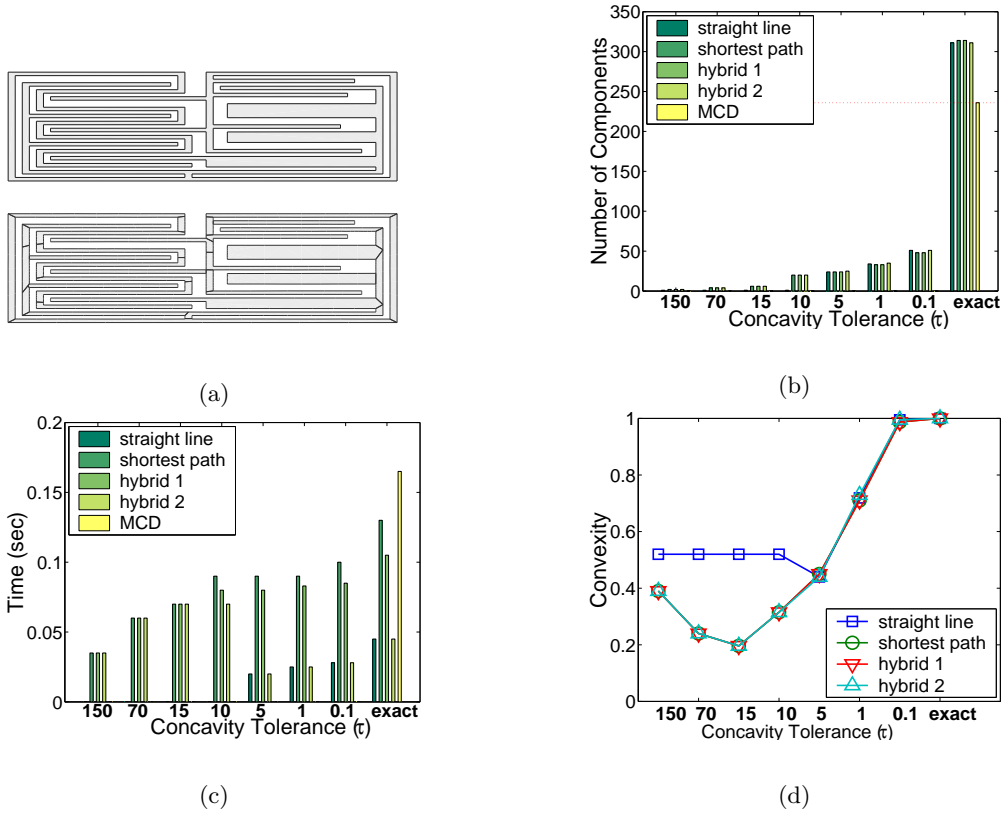 (a)
350
300
250
200
150
100
50
0
Number of Components
straight line
shortest path
hybrid 1
hybrid 2
MCD
150 70 15 10 5 1 0.1 exact
Concavity Tolerance (τ)
(b)
0.2
0.15
0.1
0.05
0
Time (sec)
straight line
shortest path
hybrid 1
hybrid 2
MCD
150 70 15 10 5 1 0.1 exact
Concavity Tolerance (τ)
(c)
1
0.8
0.6
0.4
0.2
0
Convexity
straight line
shortest path
hybrid 1
hybrid 2
150 70 15 10 5 1 0.1 exact
Concavity Tolerance (τ)
(d)